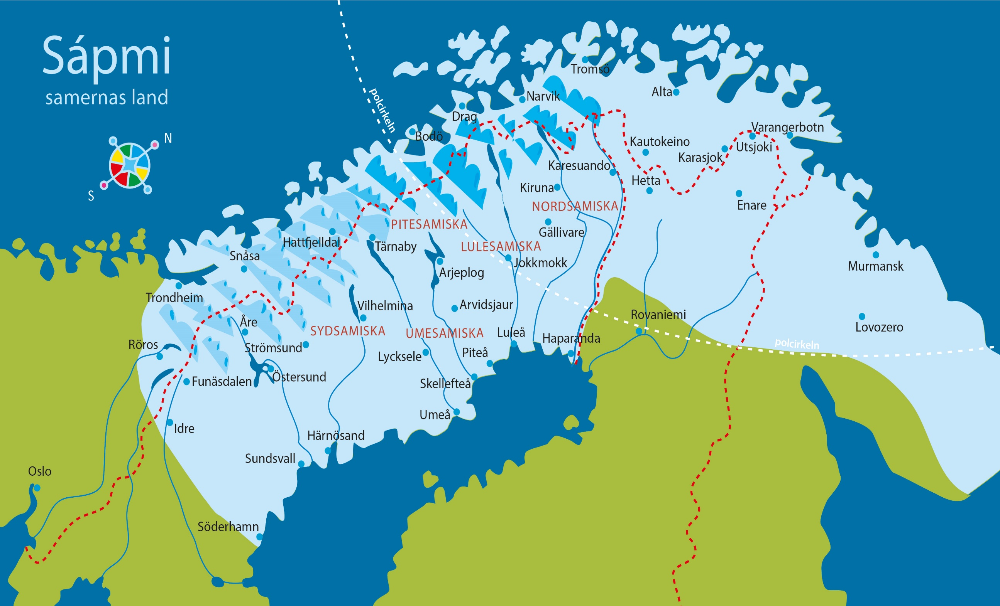 Sápmi
samernas land
N
S
polcirkeln
Tromsö
Alta
Narvik
Drag
Bodö
Varangerbotn
Utsjoki
Kautokeino
Karasjok
Karesuando
Hetta
Kiruna
Enare
NORDSAMISKA
PITESAMISKA
Gällivare
Hattfjelldal
Tärnaby
LULESAMISKA
Snåsa
Jokkmokk
Arjeplog
Murmansk
Trondheim
Vilhelmina
Arvidsjaur
Rovaniemi
Åre
Lovozero
SYDSAMISKA
UMESAMISKA
Luleå
Haparanda
polcirkeln
Röros
Strömsund
Lycksele
Piteå
Funäsdalen
Östersund
Skellefteå
Umeå
Idre
Härnösand
Sundsvall
Oslo
Söderhamn